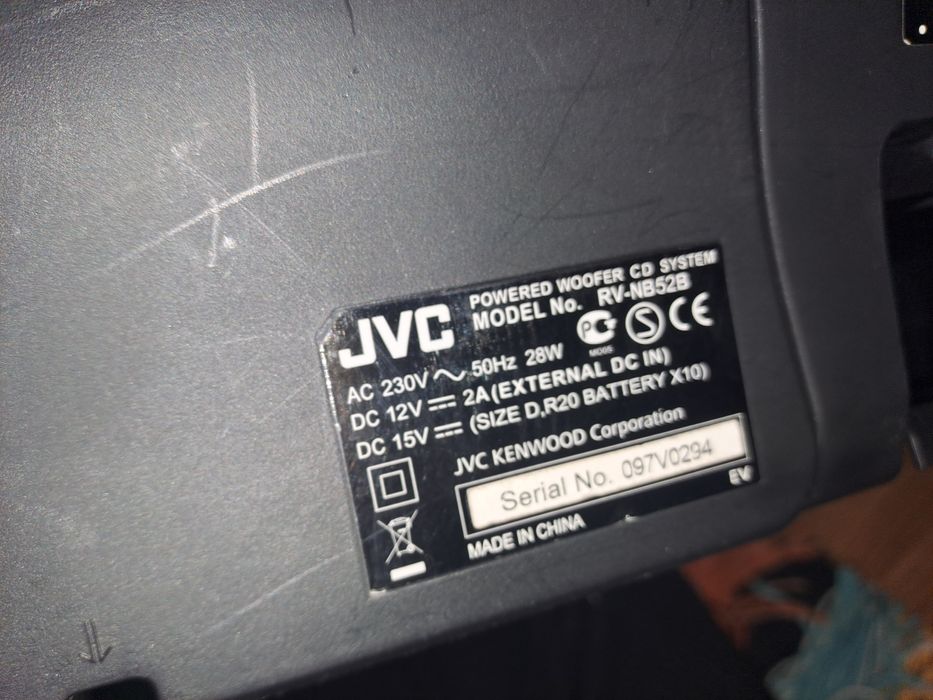 JVC
POWERED WOOFER CD SYSTEM
MODEL No. RV-NB52B
AC 230V ~ 50Hz 28W
DC 12V ⎓ 2A(EXTERNAL DC IN)
DC 15V ⎓ (SIZE D,R20 BATTERY X10)
JVC KENWOOD Corporation
Serial No. 097V0294
EV
MADE IN CHINA